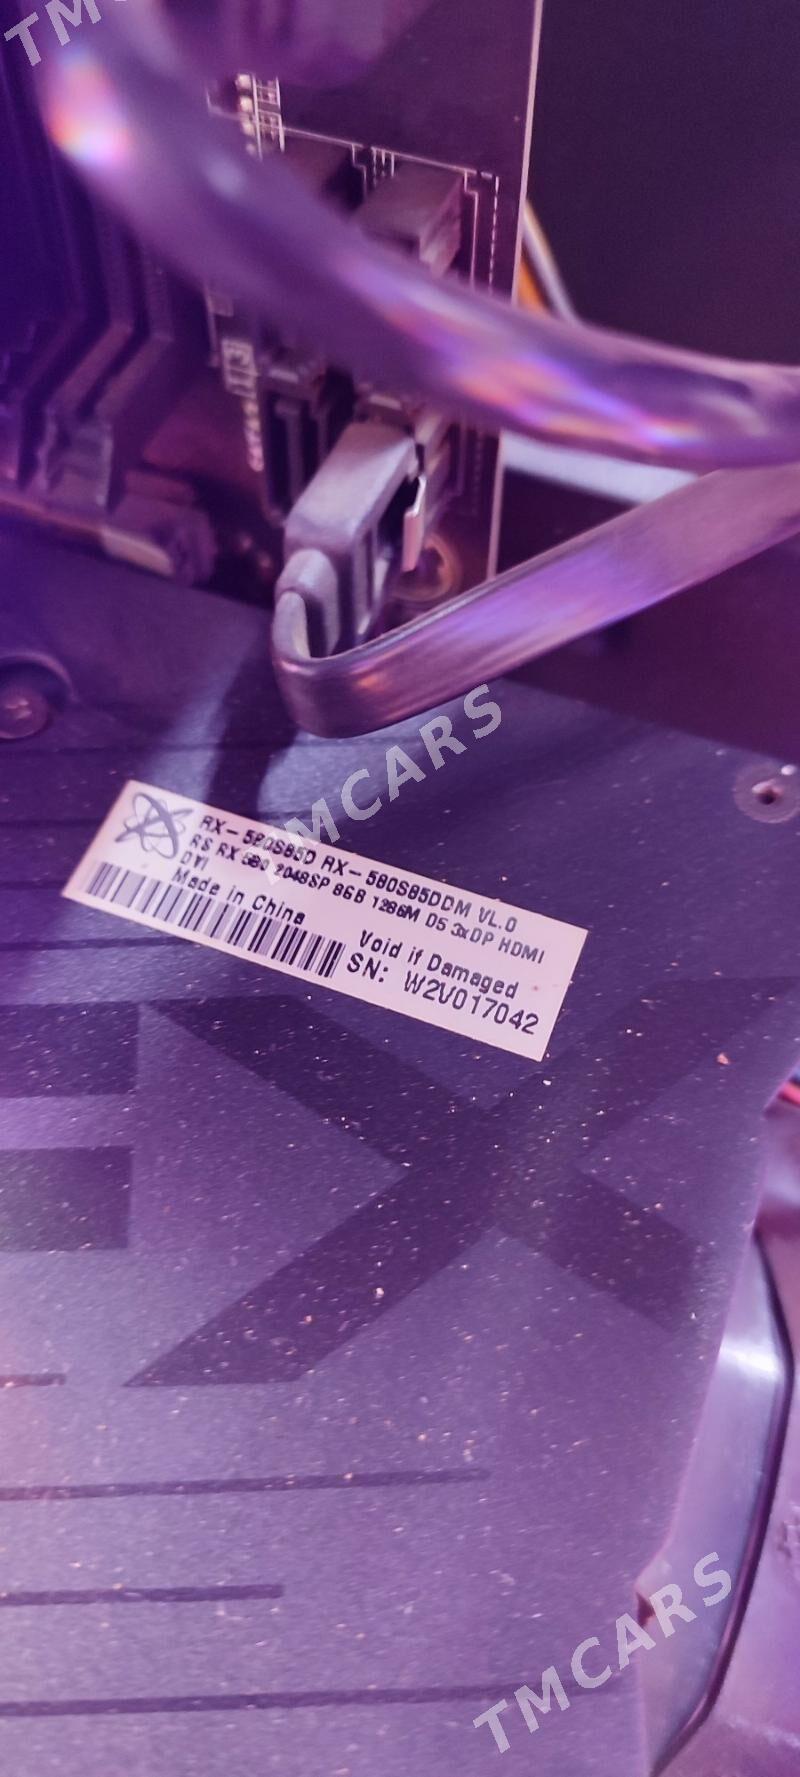 TMCARS
RX-580S85D RX-580S85DDM VL.0
RS RX 580 2048SP 8GB 1286M D5 3xDP HDMI
DVI
Made in China
Void if Damaged
SN: W2V017042
TMCARS